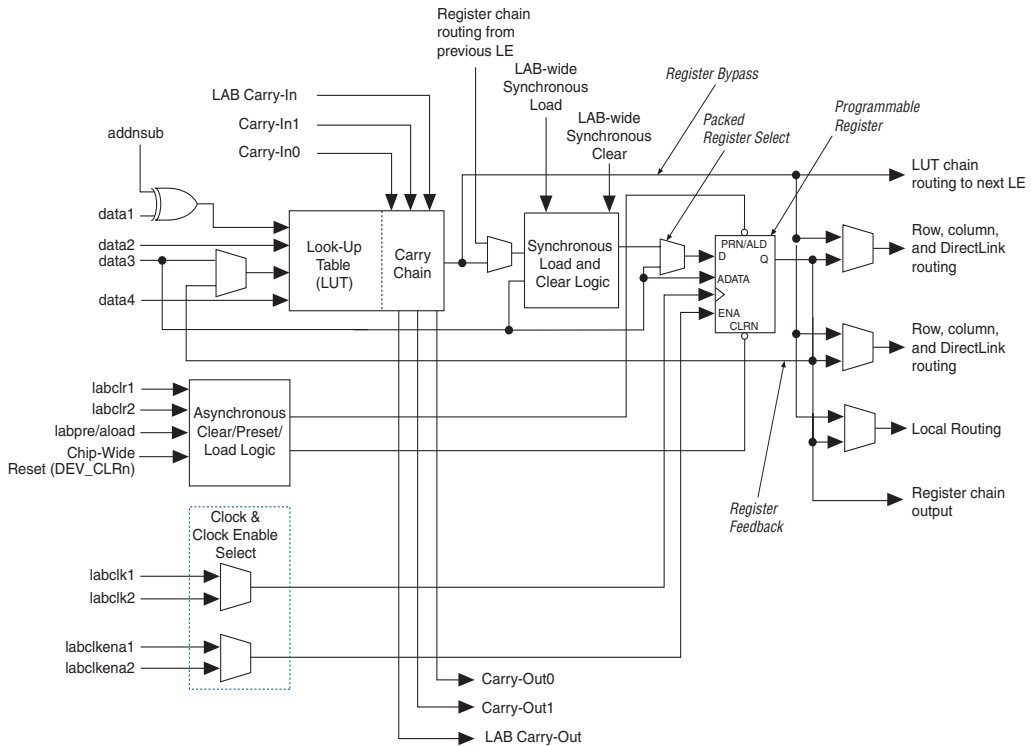 Register chain
routing from
previous LE
LAB-wide
Synchronous
Load
Register Bypass
LAB-wide
Synchronous
Clear
Packed
Register Select
Programmable
Register
LAB Carry-In
Carry-In1
Carry-In0
addnsub
LUT chain
routing to next LE
data1
data2
data3
data4
Look-Up
Table
(LUT)
Carry
Chain
Synchronous
Load and
Clear Logic
PRN/ALD
D
Q
ADATA
ENA
CLRN
Row, column,
and DirectLink
routing
Row, column,
and DirectLink
routing
labclr1
labclr2
labpre/aload
Chip-Wide
Reset (DEV_CLRn)
Asynchronous
Clear/Preset/
Load Logic
Local Routing
Register
Feedback
Register chain
output
Clock &
Clock Enable
Select
labclk1
labclk2
labclkena1
labclkena2
Carry-Out0
Carry-Out1
LAB Carry-Out